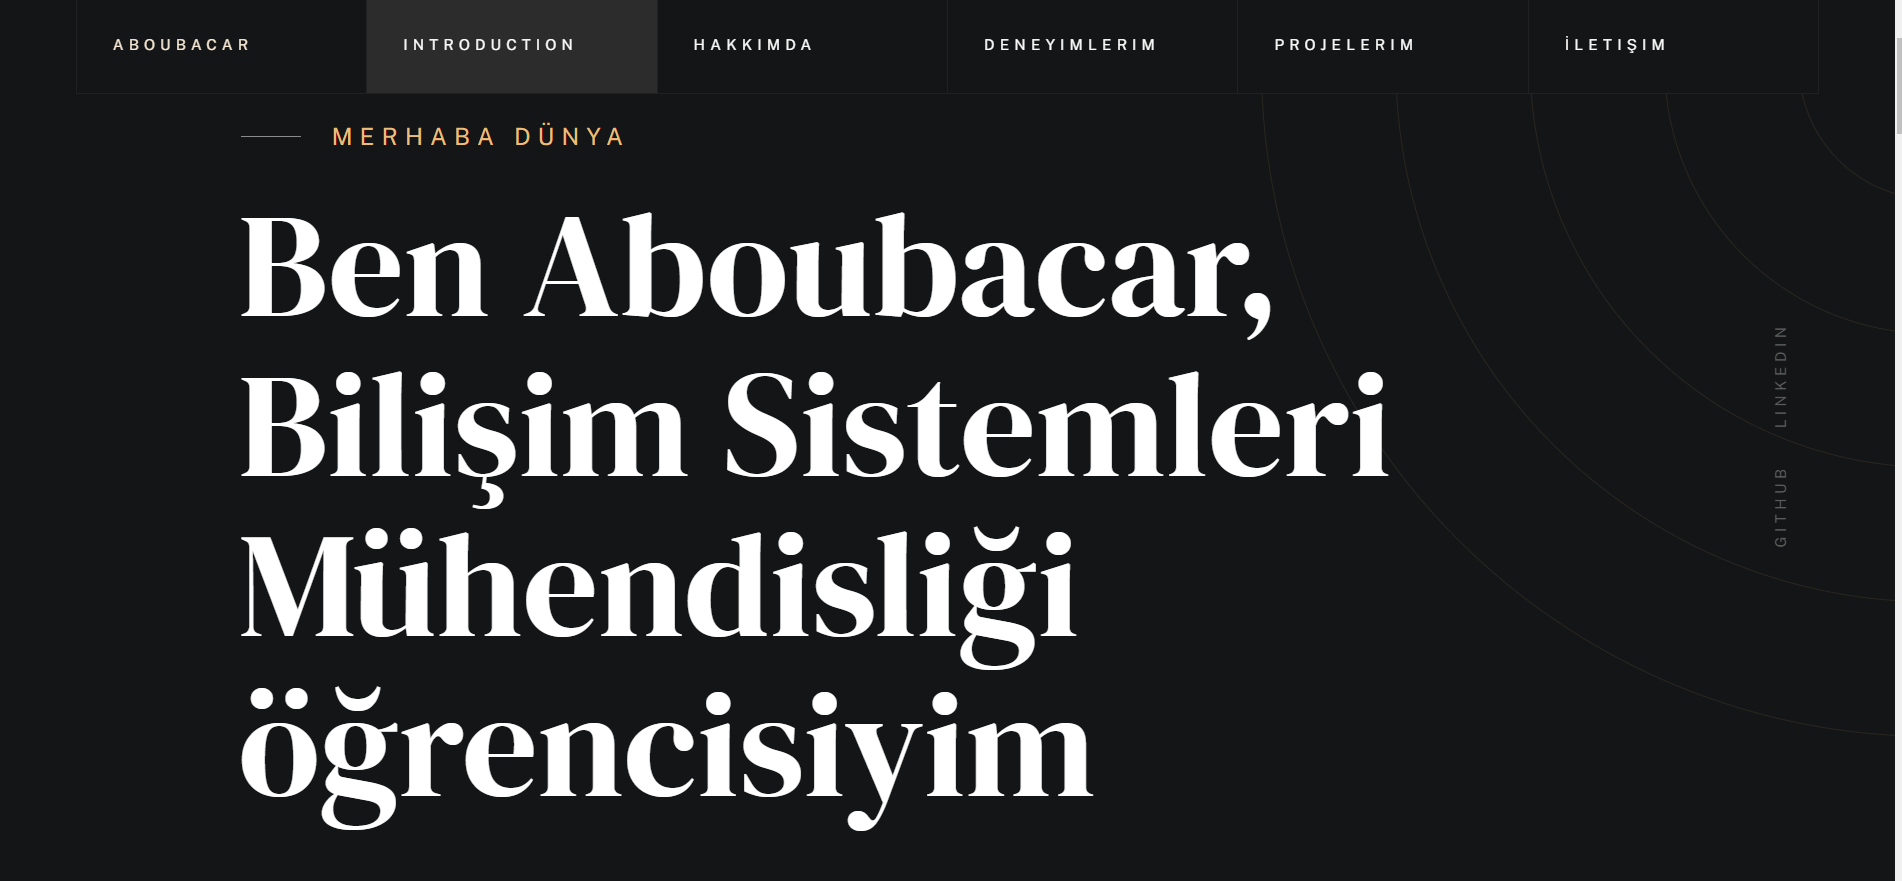 ABOUBACAR
INTRODUCTION
HAKKIMDA
DENEYIMLERIM
PROJELERIM
İLETIŞIM
MERHABA DÜNYA
Ben Aboubacar,
Bilişim Sistemleri
Mühendisliği
öğrencisiyim
GITHUB
LINKEDIN